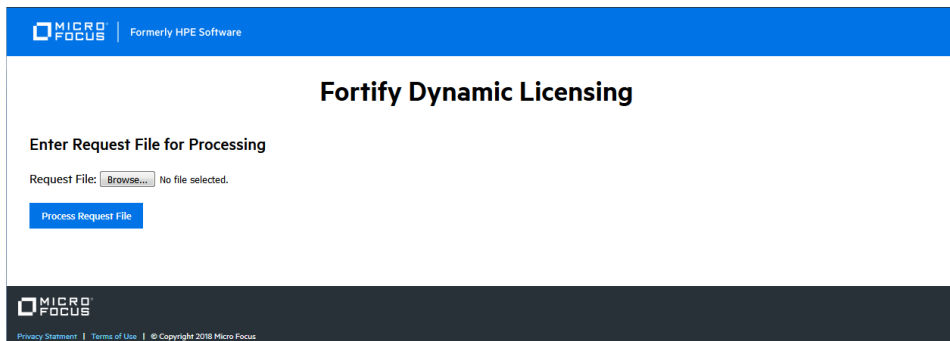 MICRO FOCUS | Formerly HPE Software
Fortify Dynamic Licensing
Enter Request File for Processing
Request File: Browse... No file selected.
Process Request File
MICRO FOCUS
Privacy Statment | Terms of Use | © Copyright 2018 Micro Focus